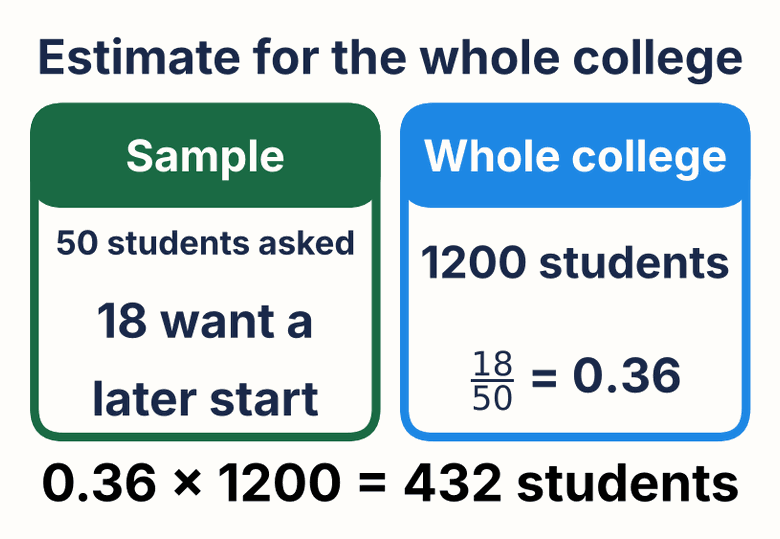 Estimate for the whole college
Sample
50 students asked
18 want a
later start
Whole college
1200 students
18/50 = 0.36
0.36 × 1200 = 432 students